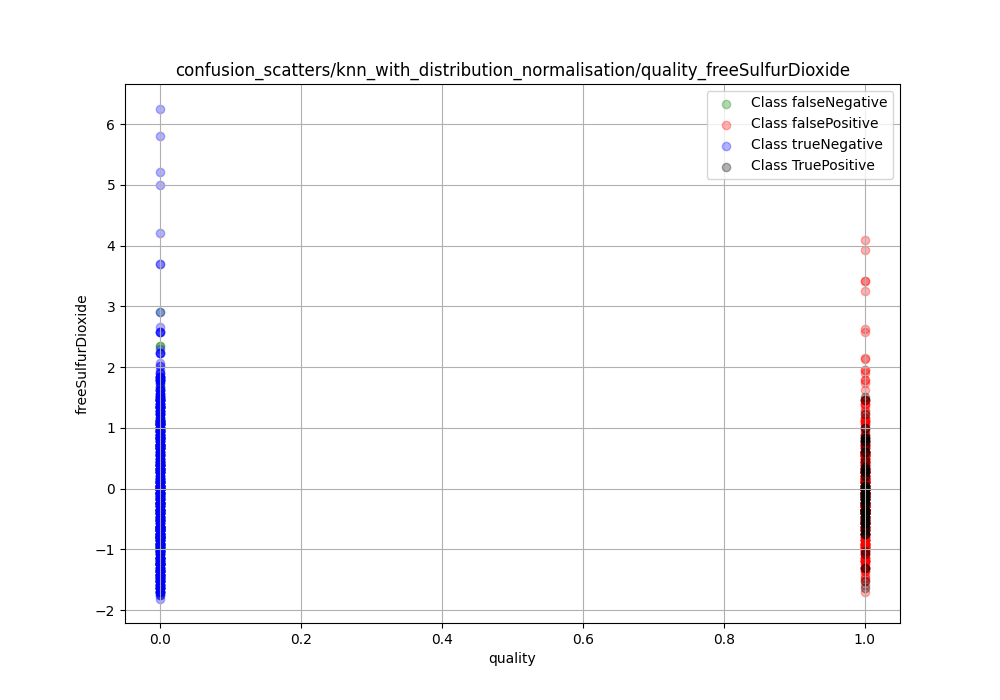 confusion_scatters/knn_with_distribution_normalisation/quality_freeSulfurDioxide
Class falseNegative
Class falsePositive
Class trueNegative
Class TruePositive
6
5
4
3
2
1
0
−1
−2
freeSulfurDioxide
0.0 0.2 0.4 0.6 0.8 1.0
quality